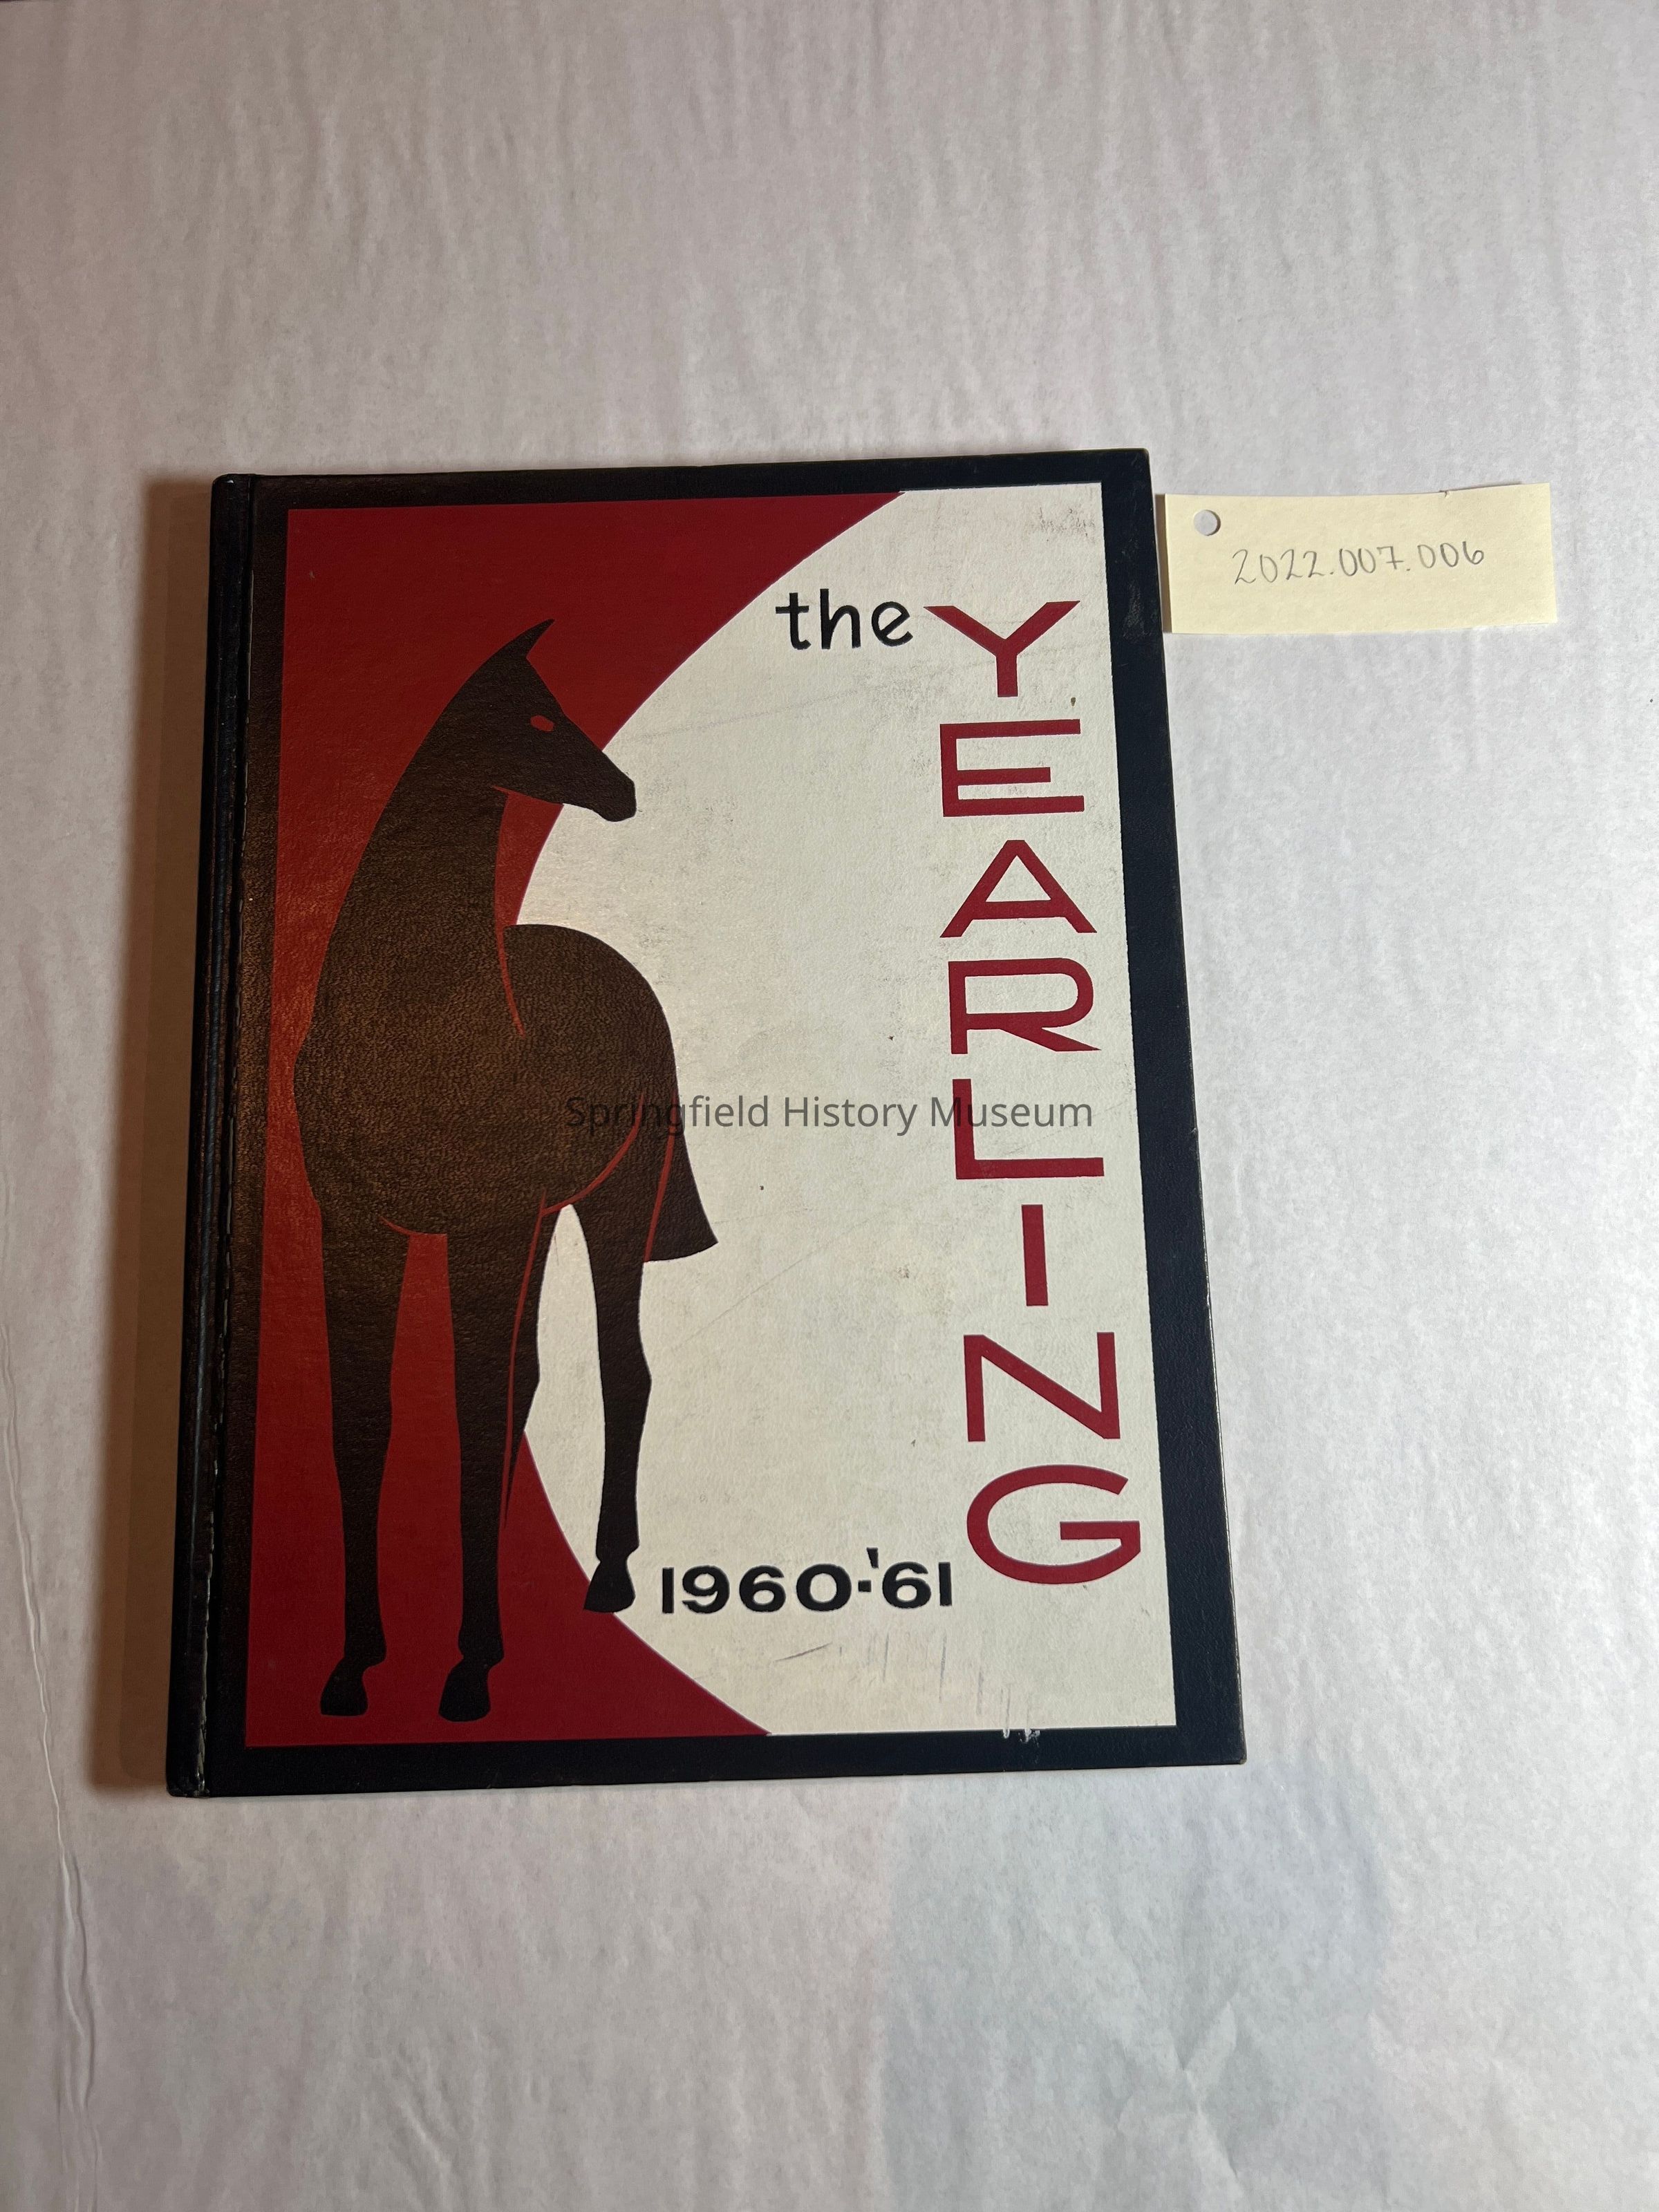 the YEARLING
2022.007.006
Springfield History Museum
1960-'61